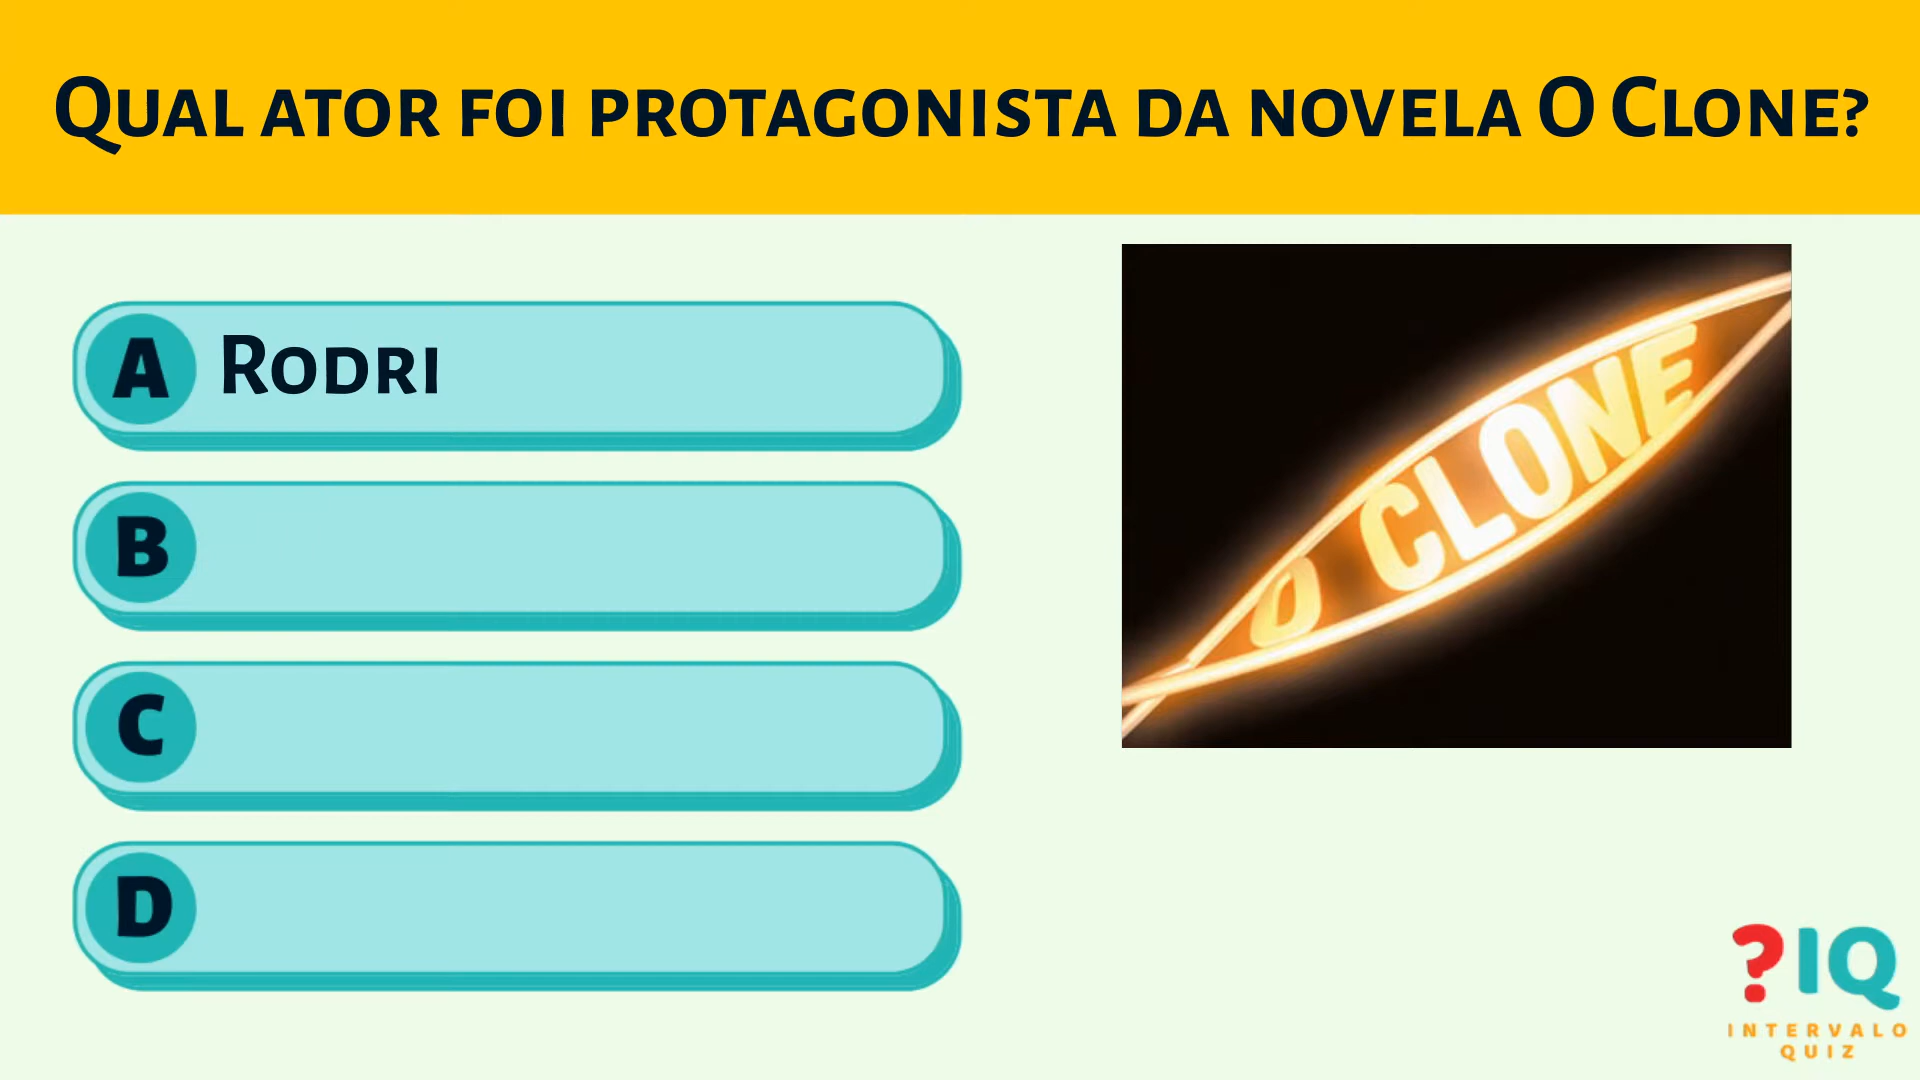 Qual ator foi protagonista da novela O Clone?
A Rodri
B
C
D
O CLONE
?IQ
INTERVALO
QUIZ